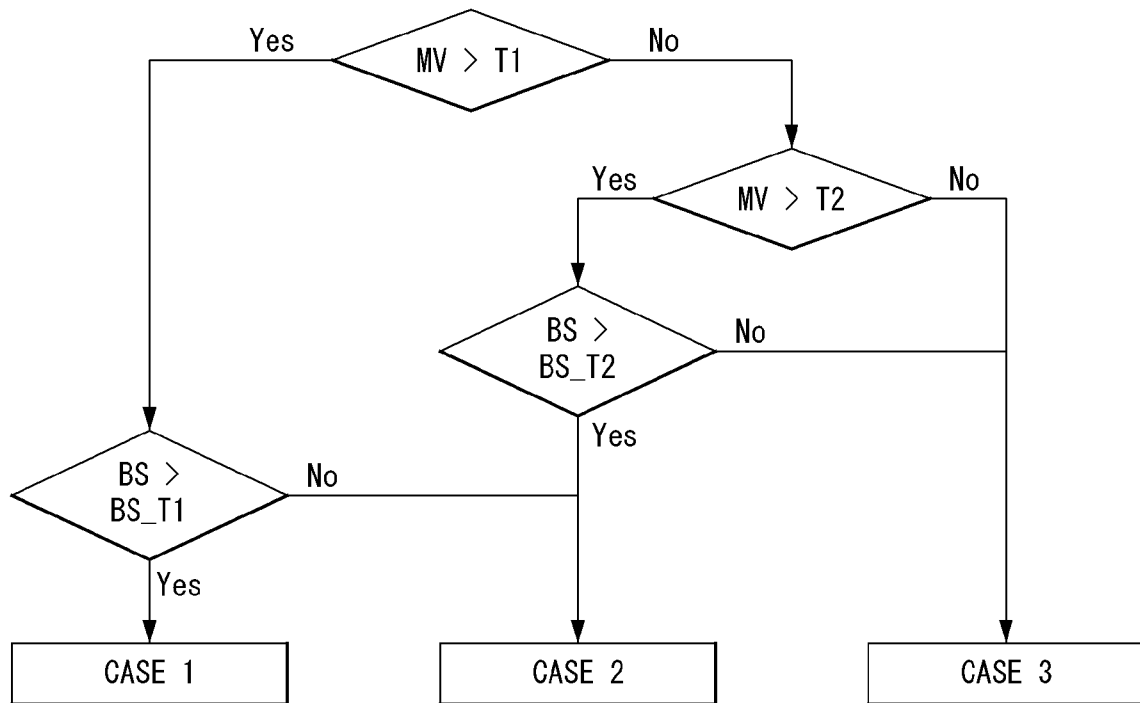 Yes
MV > T1
No
Yes
MV > T2
No
BS >
BS_T2
No
Yes
BS >
BS_T1
No
Yes
CASE 1
CASE 2
CASE 3